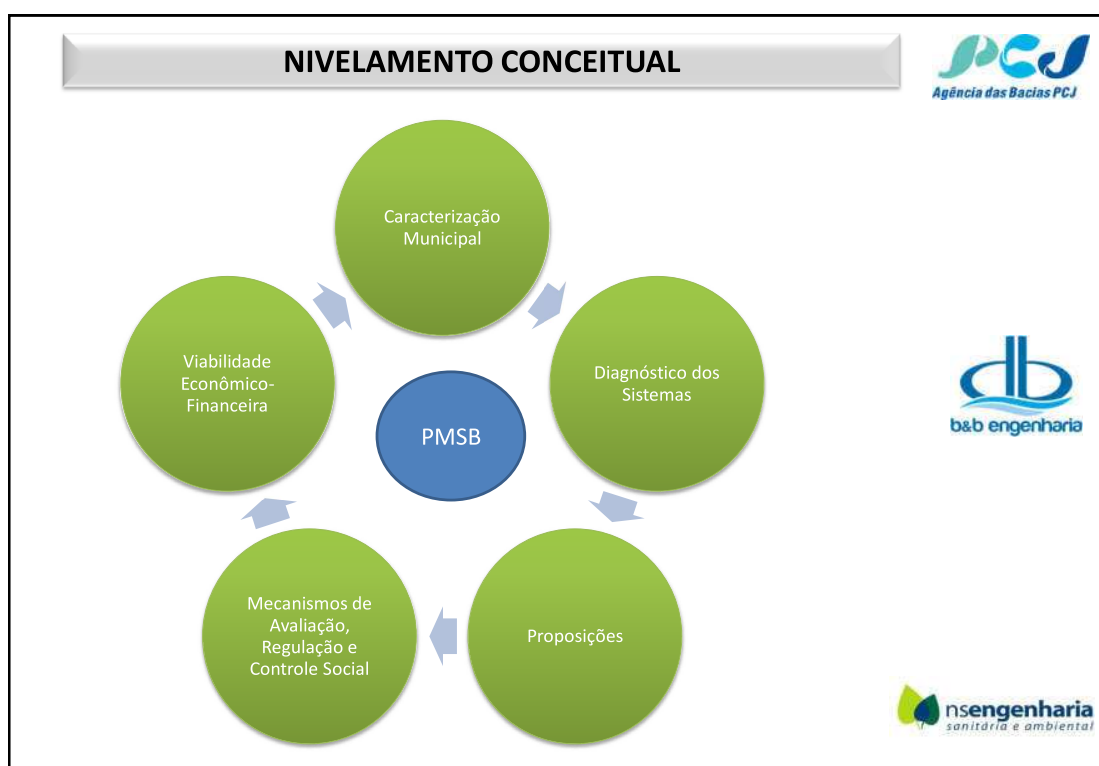 NIVELAMENTO CONCEITUAL
PCJ
Agência das Bacias PCJ
Caracterização
Municipal
Diagnóstico dos
Sistemas
Proposições
Mecanismos de
Avaliação,
Regulação e
Controle Social
Viabilidade
Econômico-
Financeira
PMSB
b&b engenharia
nsengenharia
sanitária e ambiental